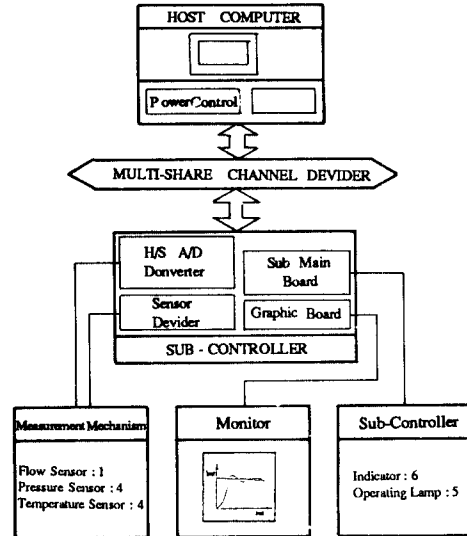 HOST COMPUTER
PowerControl
MULTI-SHARE CHANNEL DEVIDER
H/S A/D
Donverter
Sub Main
Board
Sensor
Devider
Graphic Board
SUB - CONTROLLER
Measurement Mechanism
Flow Sensor : 1
Pressure Sensor : 4
Temperature Sensor : 4
Monitor
Sub-Controller
Indicator : 6
Operating Lamp : 5